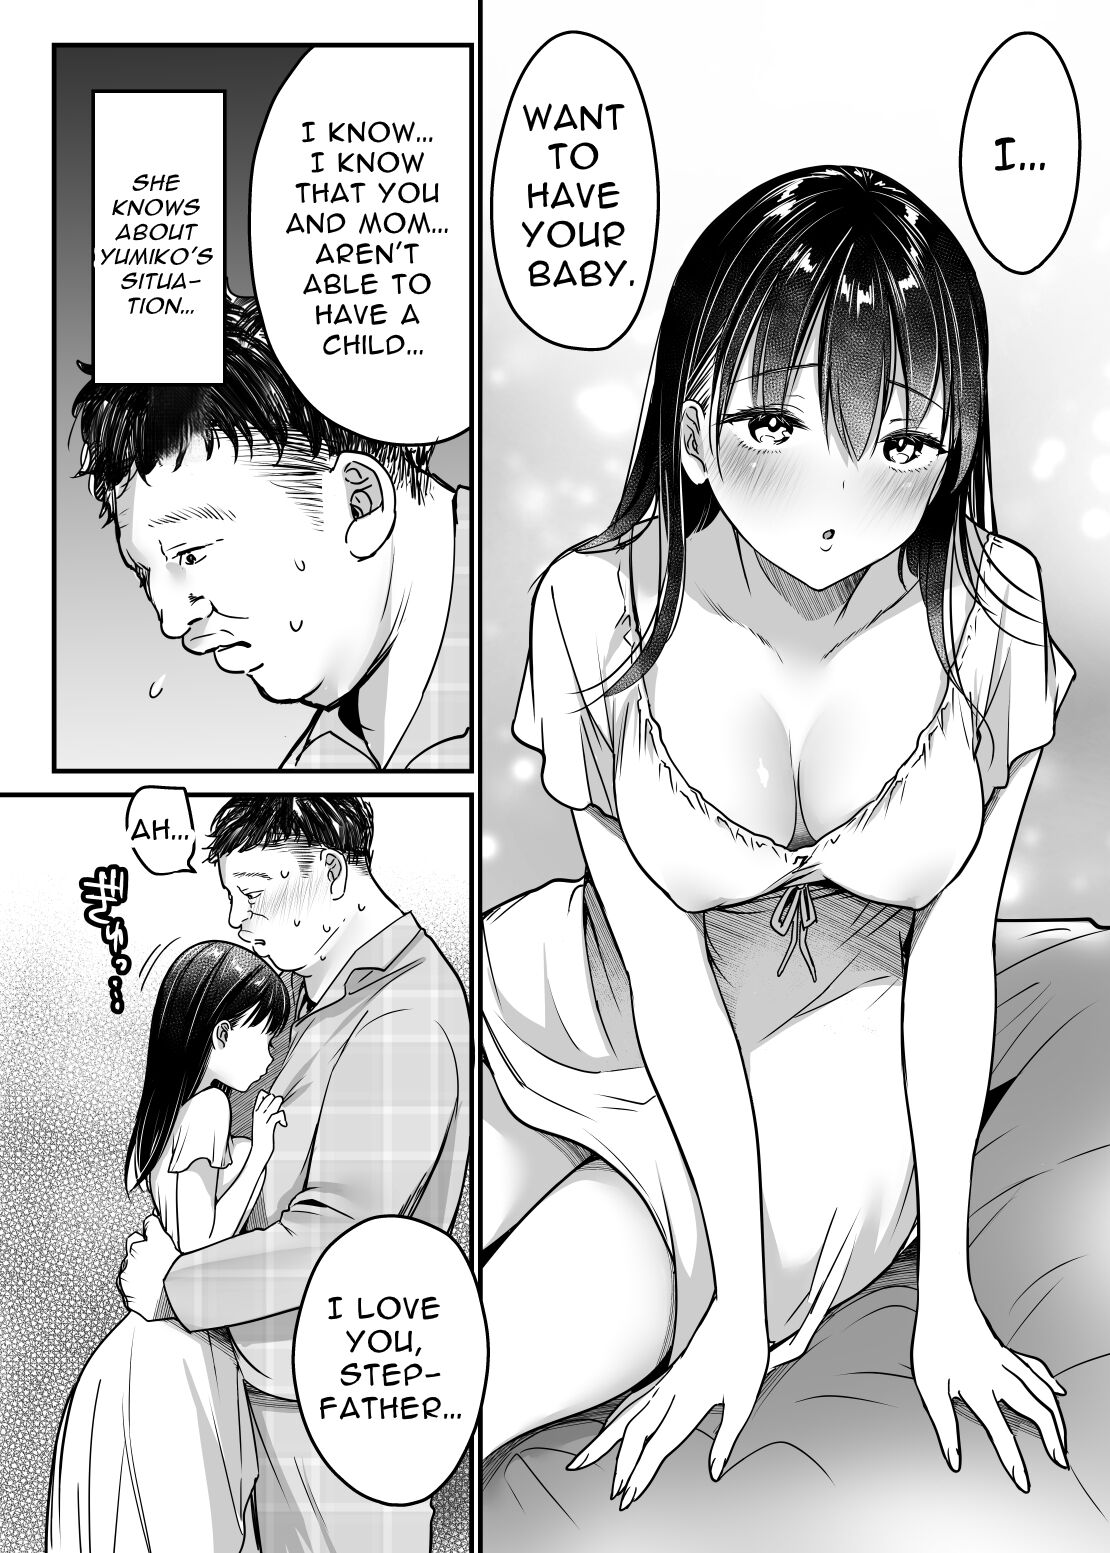 I...
WANT
TO
HAVE
YOUR
BABY.
I KNOW...
I KNOW
THAT YOU
AND MOM...
AREN'T
ABLE TO
HAVE A
CHILD...
SHE
KNOWS
ABOUT
YUMIKO'S
SITUA-
TION...
AH...
I LOVE
YOU,
STEP-
FATHER...